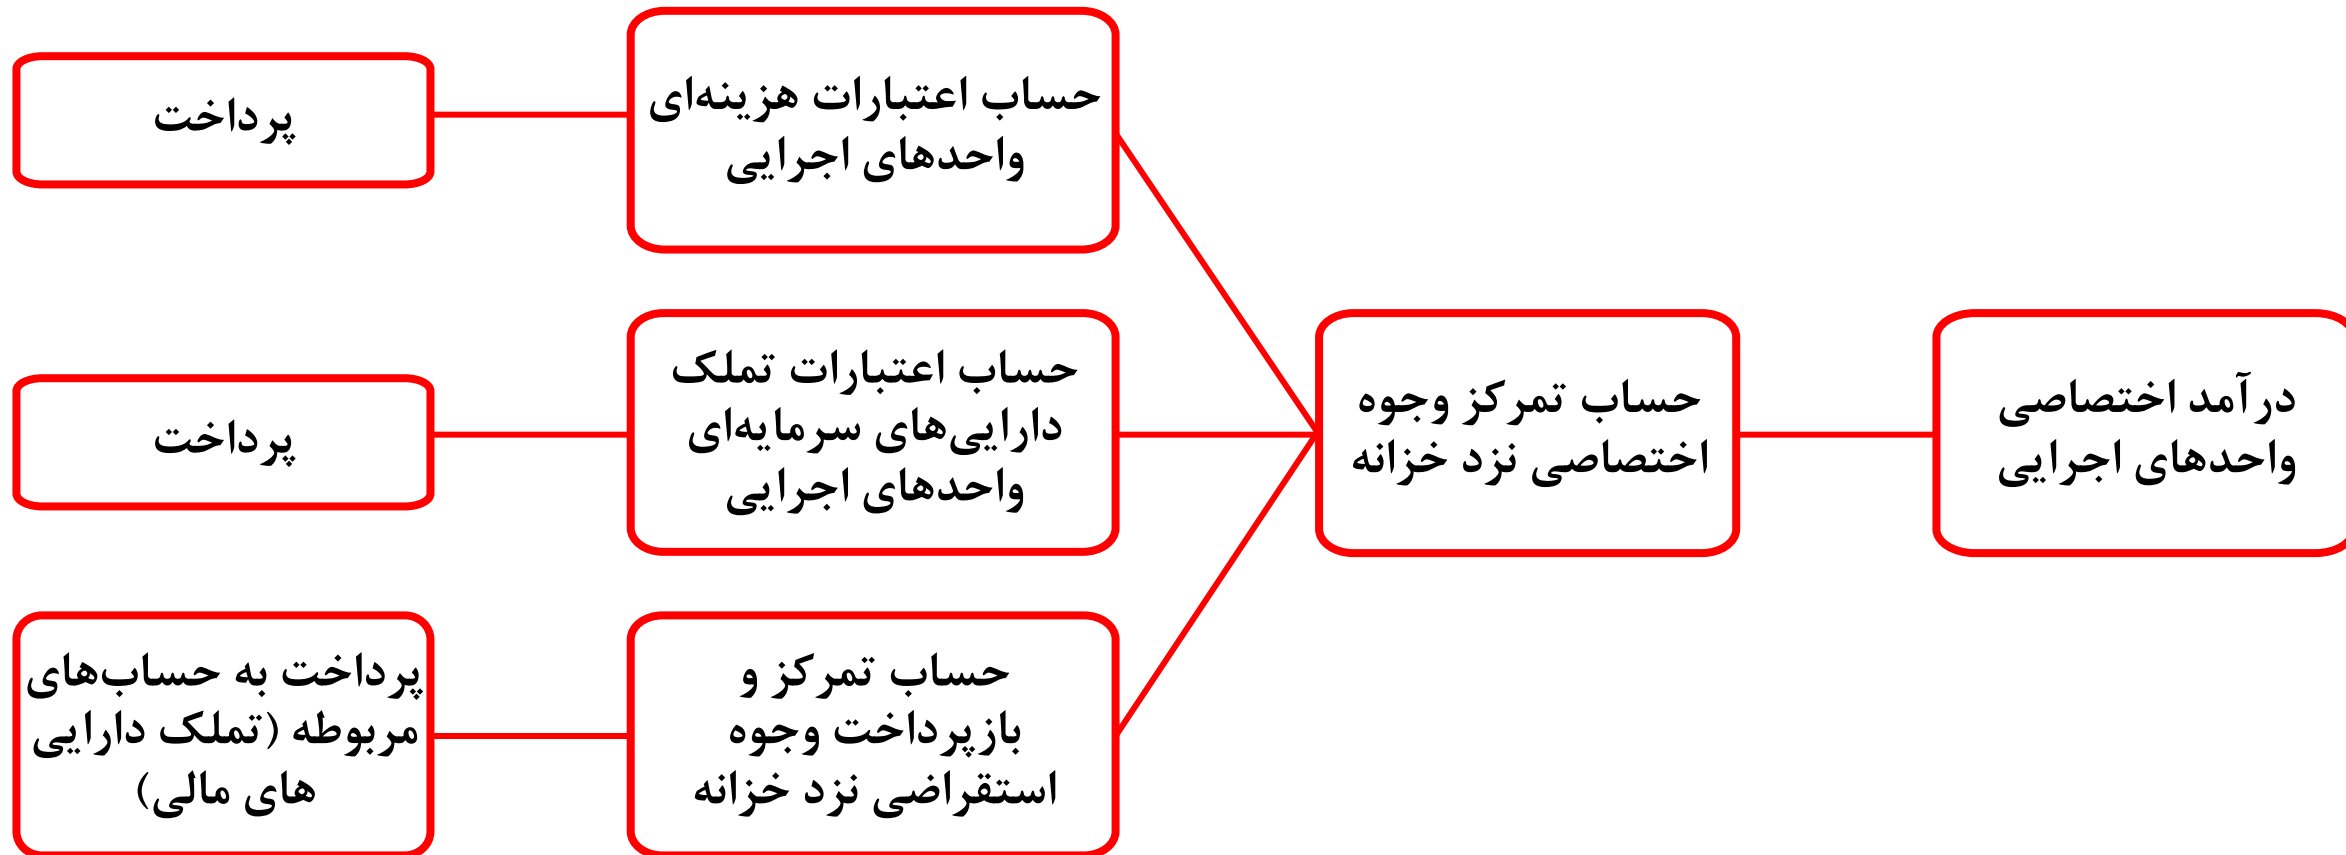 درآمد اختصاصی
واحدهای اجرایی
حساب تمرکز وجوه
اختصاصی نزد خزانه
حساب اعتبارات هزینه‌ای
واحدهای اجرایی
پرداخت
حساب اعتبارات تملک
دارایی‌های سرمایه‌ای
واحدهای اجرایی
پرداخت
حساب تمرکز و
بازپرداخت وجوه
استقراضی نزد خزانه
پرداخت به حساب‌های
مربوطه (تملک دارایی
های مالی)